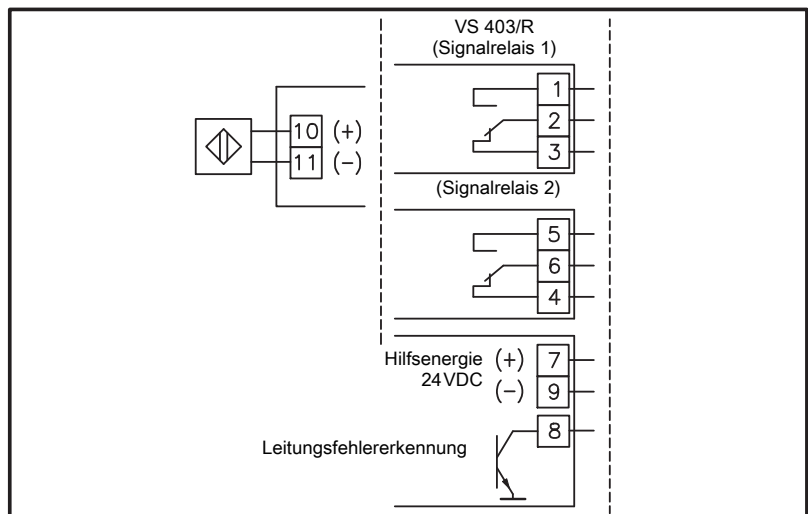 VS 403/R
(Signalrelais 1)
1
2
3
10 (+)
11 (−)
(Signalrelais 2)
5
6
4
Hilfsenergie (+) 7
24VDC (−) 9
8
Leitungsfehlererkennung